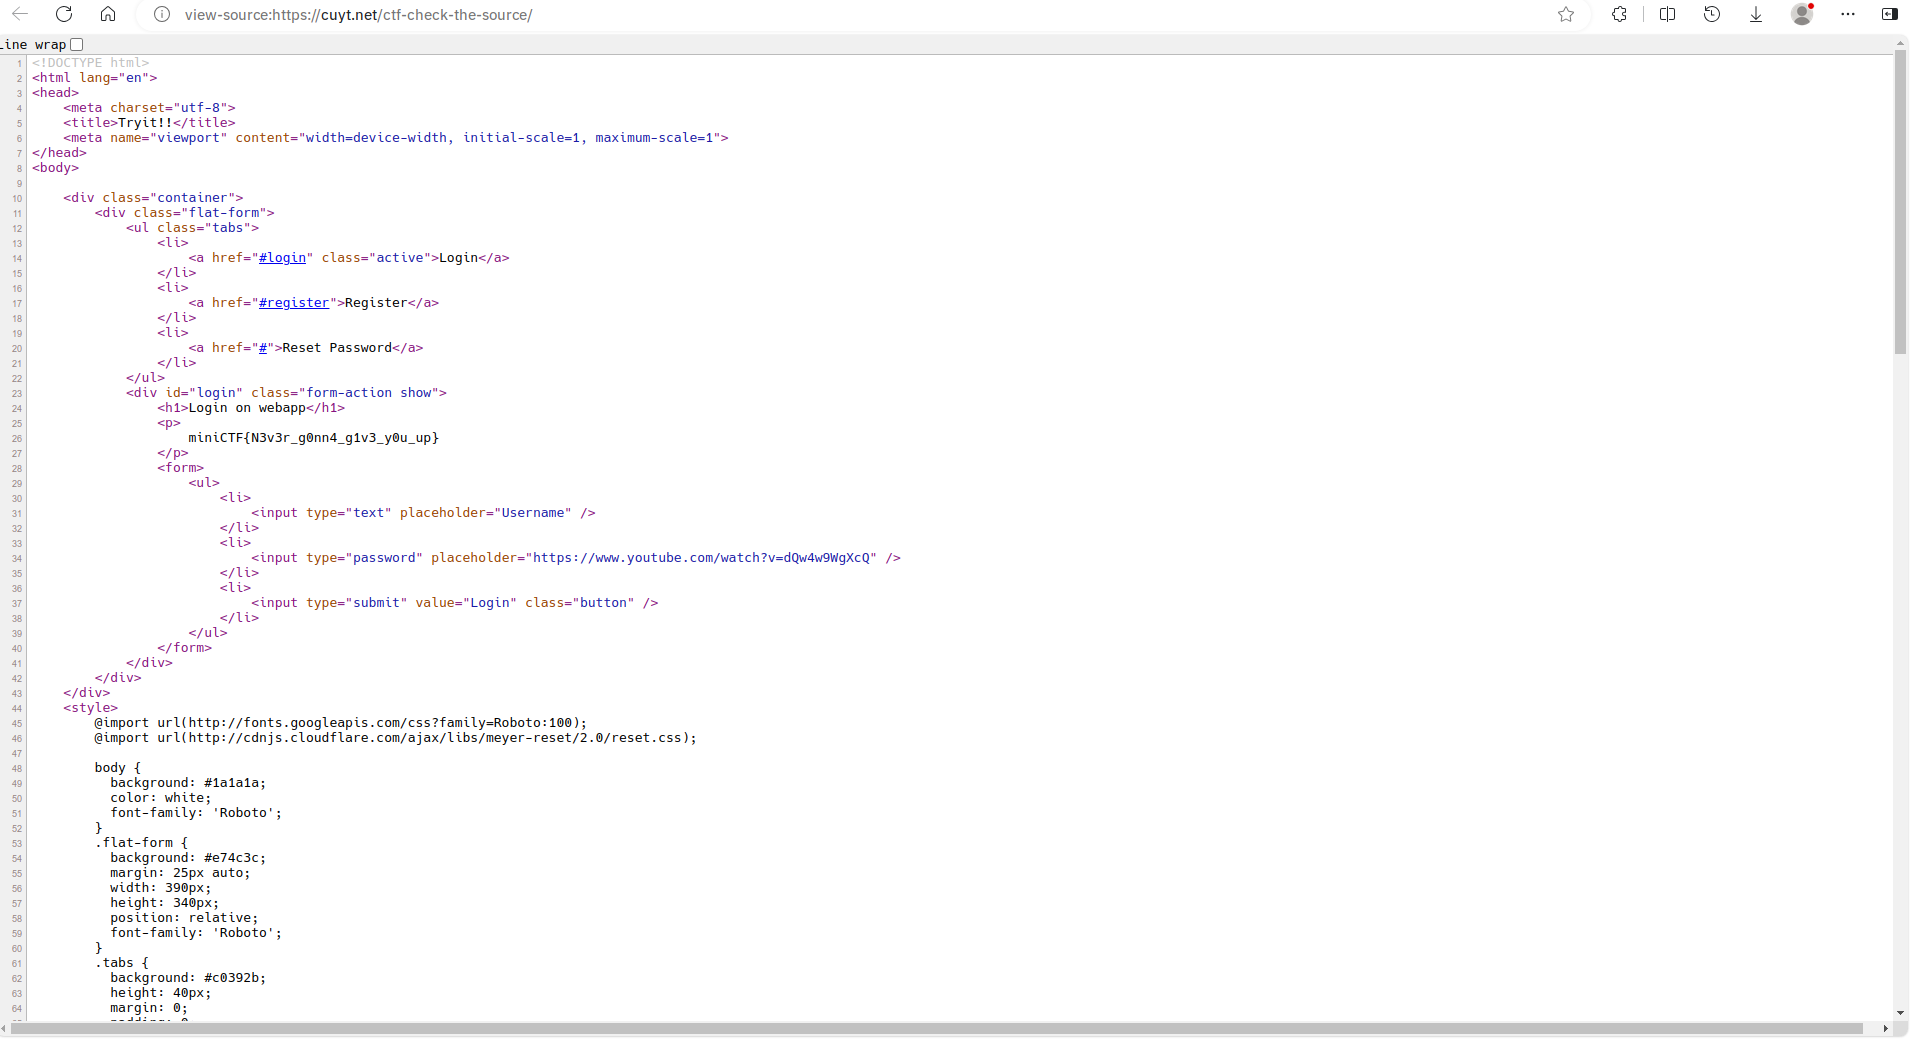 view-source:https://cuyt.net/ctf-check-the-source/
Line wrap
1 <!DOCTYPE html>
2 <html lang="en">
3 <head>
4     <meta charset="utf-8">
5     <title>Tryit!!</title>
6     <meta name="viewport" content="width=device-width, initial-scale=1, maximum-scale=1">
7 </head>
8 <body>
9
10     <div class="container">
11         <div class="flat-form">
12             <ul class="tabs">
13                 <li>
14                     <a href="#login" class="active">Login</a>
15                 </li>
16                 <li>
17                     <a href="#register">Register</a>
18                 </li>
19                 <li>
20                     <a href="#">Reset Password</a>
21                 </li>
22             </ul>
23             <div id="login" class="form-action show">
24                 <h1>Login on webapp</h1>
25                 <p>
26                     miniCTF{N3v3r_g0nn4_g1v3_y0u_up}
27                 </p>
28                 <form>
29                     <ul>
30                         <li>
31                             <input type="text" placeholder="Username" />
32                         </li>
33                         <li>
34                             <input type="password" placeholder="https://www.youtube.com/watch?v=dQw4w9WgXcQ" />
35                         </li>
36                         <li>
37                             <input type="submit" value="Login" class="button" />
38                         </li>
39                     </ul>
40                 </form>
41             </div>
42         </div>
43     </div>
44     <style>
45         @import url(http://fonts.googleapis.com/css?family=Roboto:100);
46         @import url(http://cdnjs.cloudflare.com/ajax/libs/meyer-reset/2.0/reset.css);
47
48         body {
49           background: #1a1a1a;
50           color: white;
51           font-family: 'Roboto';
52         }
53         .flat-form {
54           background: #e74c3c;
55           margin: 25px auto;
56           width: 390px;
57           height: 340px;
58           position: relative;
59           font-family: 'Roboto';
60         }
61         .tabs {
62           background: #c0392b;
63           height: 40px;
64           margin: 0;